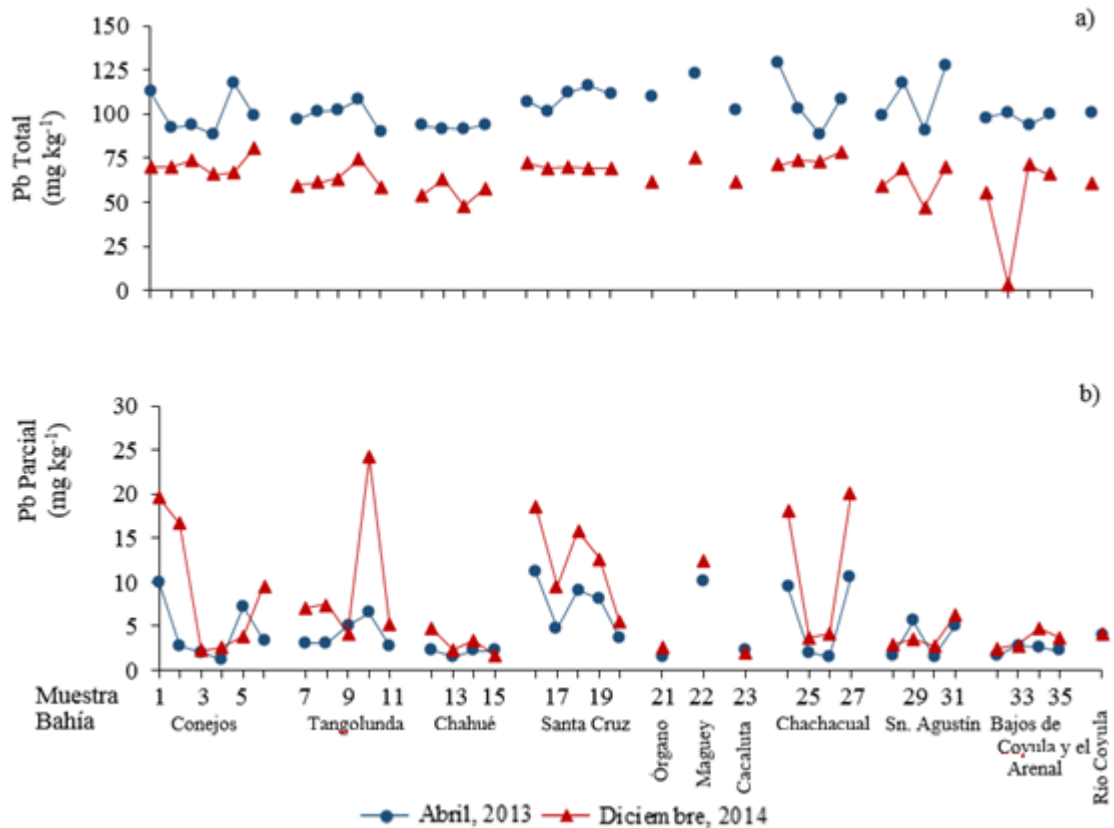 a)
Pb Total
(mg kg-1)
150
125
100
75
50
25
0
b)
Pb Parcial
(mg kg-1)
30
25
20
15
10
5
0
Muestra 1 3 5 7 9 11 13 15 17 19 21 22 23 25 27 29 31 33 35
Bahía Conejos Tangolunda Chahué Santa Cruz Órgano Maguey Cacaluta Chachacual Sn. Agustín Bajos de
Coyula y el
Arenal
Río Coyula
Abril, 2013 Diciembre, 2014